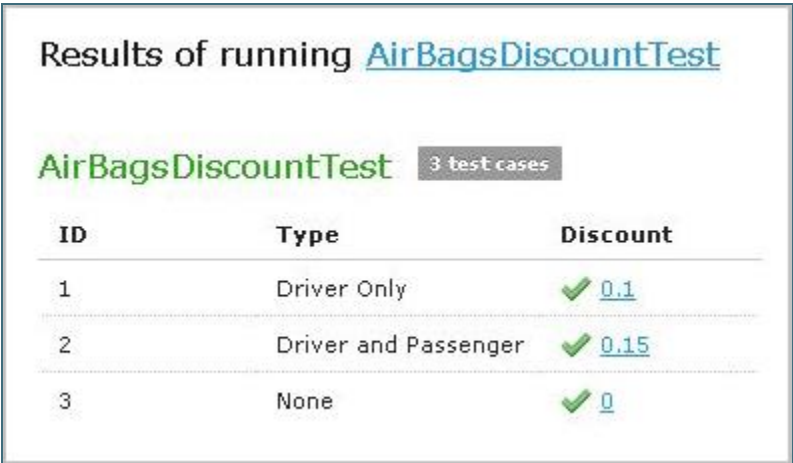 Results of running AirBagsDiscountTest
AirBagsDiscountTest 3 test cases
ID Type Discount
1 Driver Only 0.1
2 Driver and Passenger 0.15
3 None 0